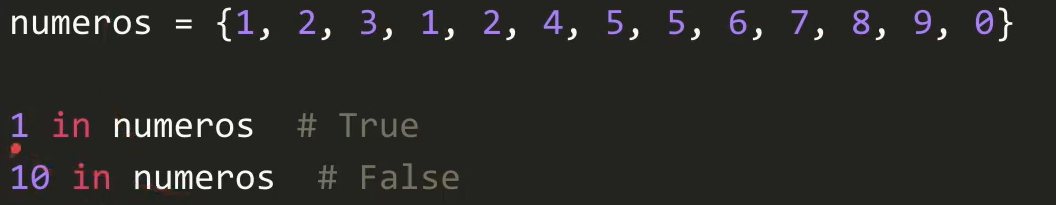 numeros = {1, 2, 3, 1, 2, 4, 5, 5, 6, 7, 8, 9, 0}
1 in numeros  # True
10 in numeros  # False